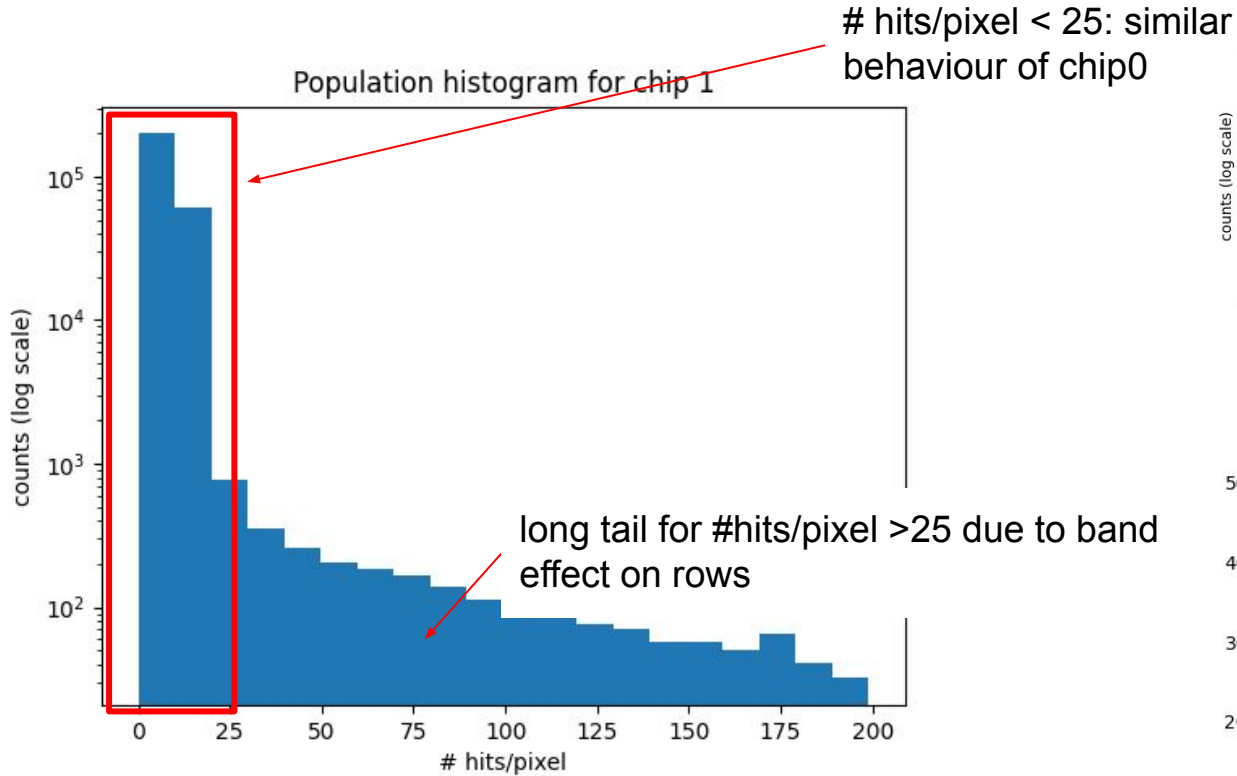 # hits/pixel < 25: similar
behaviour of chip0
Population histogram for chip 1
counts (log scale)
10^5
10^4
10^3
10^2
long tail for #hits/pixel >25 due to band
effect on rows
0 25 50 75 100 125 150 175 200
# hits/pixel
counts (log scale)